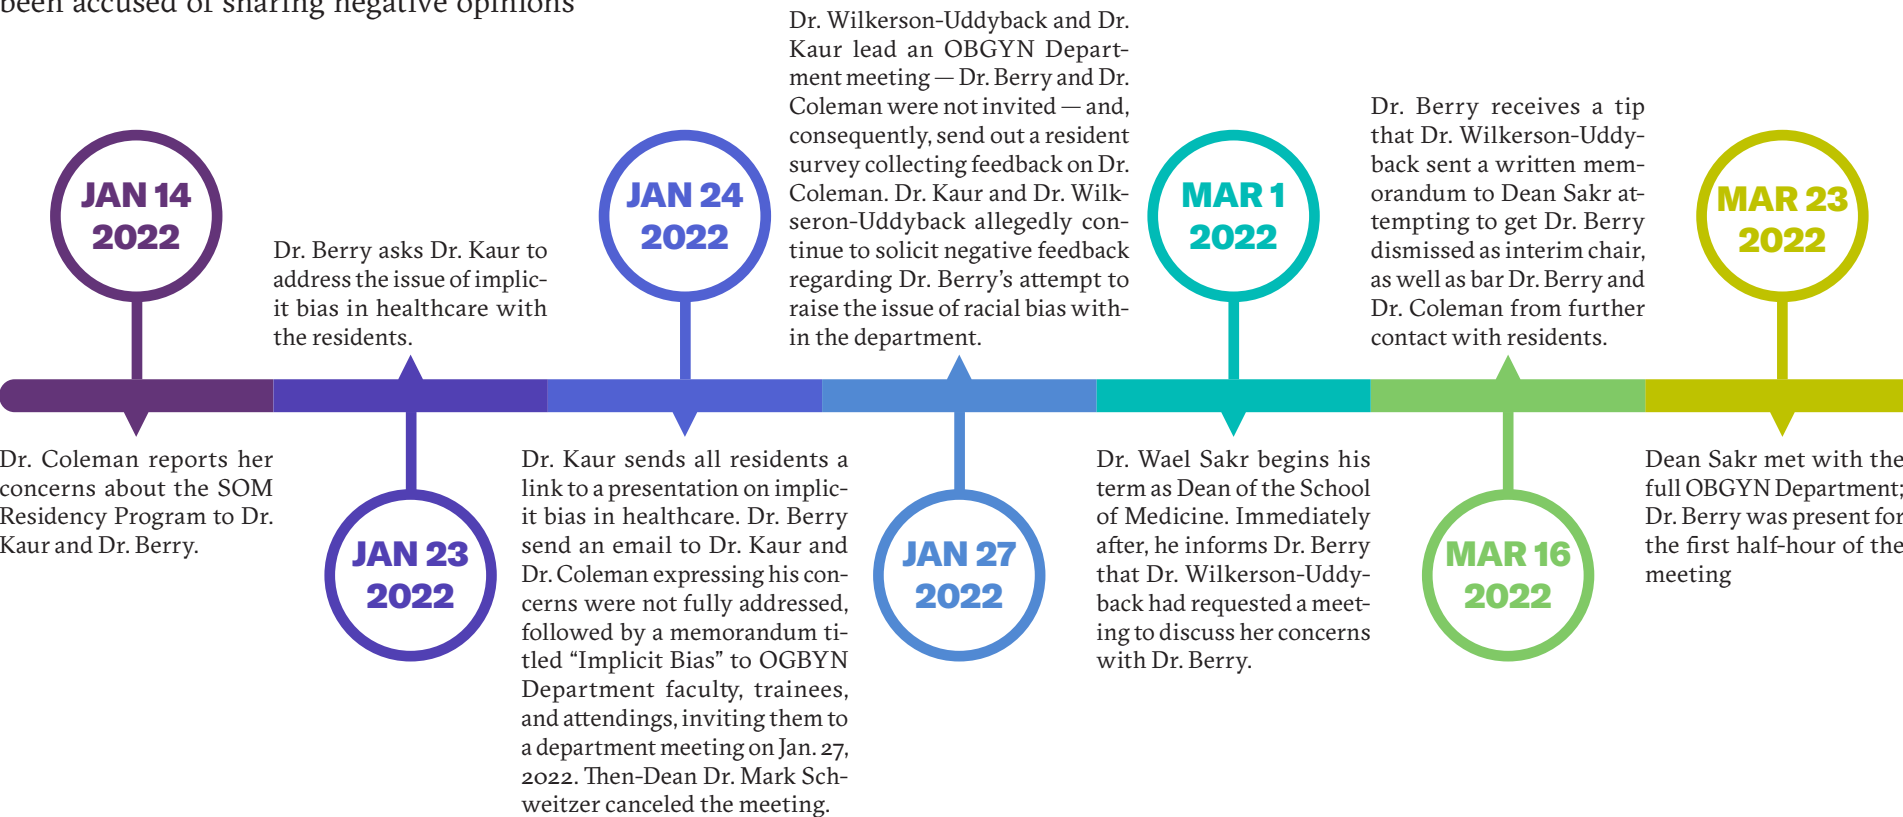 been accused of sharing negative opinions
JAN 14
2022
Dr. Coleman reports her
concerns about the SOM
Residency Program to Dr.
Kaur and Dr. Berry.
Dr. Berry asks Dr. Kaur to
address the issue of implic-
it bias in healthcare with
the residents.
JAN 23
2022
JAN 24
2022
Dr. Kaur sends all residents a
link to a presentation on implic-
it bias in healthcare. Dr. Berry
send an email to Dr. Kaur and
Dr. Coleman expressing his con-
cerns were not fully addressed,
followed by a memorandum ti-
tled “Implicit Bias” to OGBYN
Department faculty, trainees,
and attendings, inviting them to
a department meeting on Jan. 27,
2022. Then-Dean Dr. Mark Sch-
weitzer canceled the meeting.
Dr. Wilkerson-Uddyback and Dr.
Kaur lead an OBGYN Depart-
ment meeting — Dr. Berry and Dr.
Coleman were not invited — and,
consequently, send out a resident
survey collecting feedback on Dr.
Coleman. Dr. Kaur and Dr. Wilk-
seron-Uddyback allegedly con-
tinue to solicit negative feedback
regarding Dr. Berry’s attempt to
raise the issue of racial bias with-
in the department.
JAN 27
2022
MAR 1
2022
Dr. Wael Sakr begins his
term as Dean of the School
of Medicine. Immediately
after, he informs Dr. Berry
that Dr. Wilkerson-Uddy-
back had requested a meet-
ing to discuss her concerns
with Dr. Berry.
Dr. Berry receives a tip
that Dr. Wilkerson-Uddy-
back sent a written mem-
orandum to Dean Sakr at-
tempting to get Dr. Berry
dismissed as interim chair,
as well as bar Dr. Berry and
Dr. Coleman from further
contact with residents.
MAR 16
2022
MAR 23
2022
Dean Sakr met with the
full OBGYN Department;
Dr. Berry was present for
the first half-hour of the
meeting